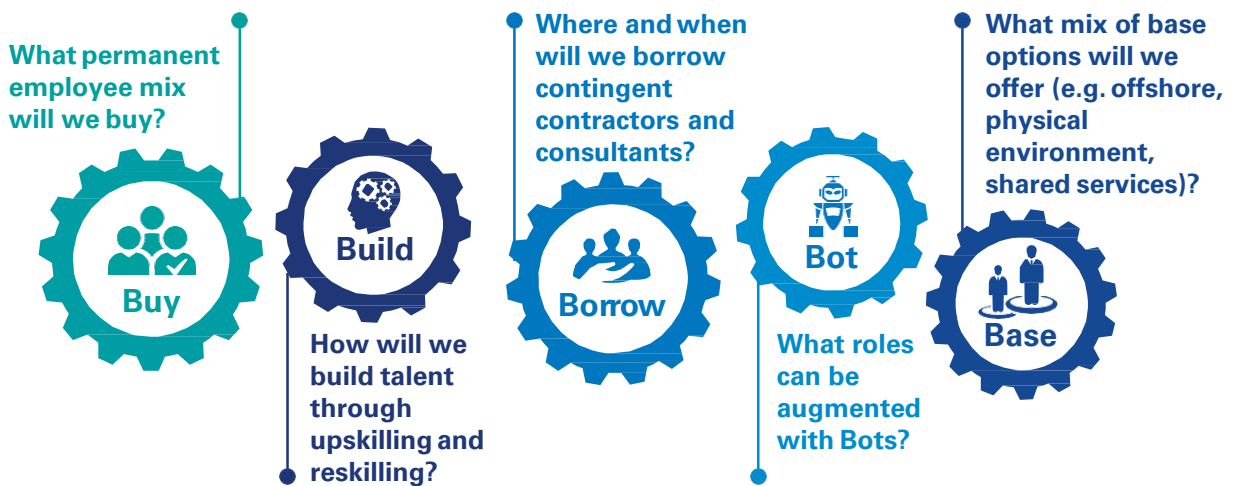 What permanent
employee mix
will we buy?
Buy
Build
How will we
build talent
through
upskilling and
reskilling?
Where and when
will we borrow
contingent
contractors and
consultants?
Borrow
Bot
What roles
can be
augmented
with Bots?
What mix of base
options will we
offer (e.g. offshore,
physical
environment,
shared services)?
Base